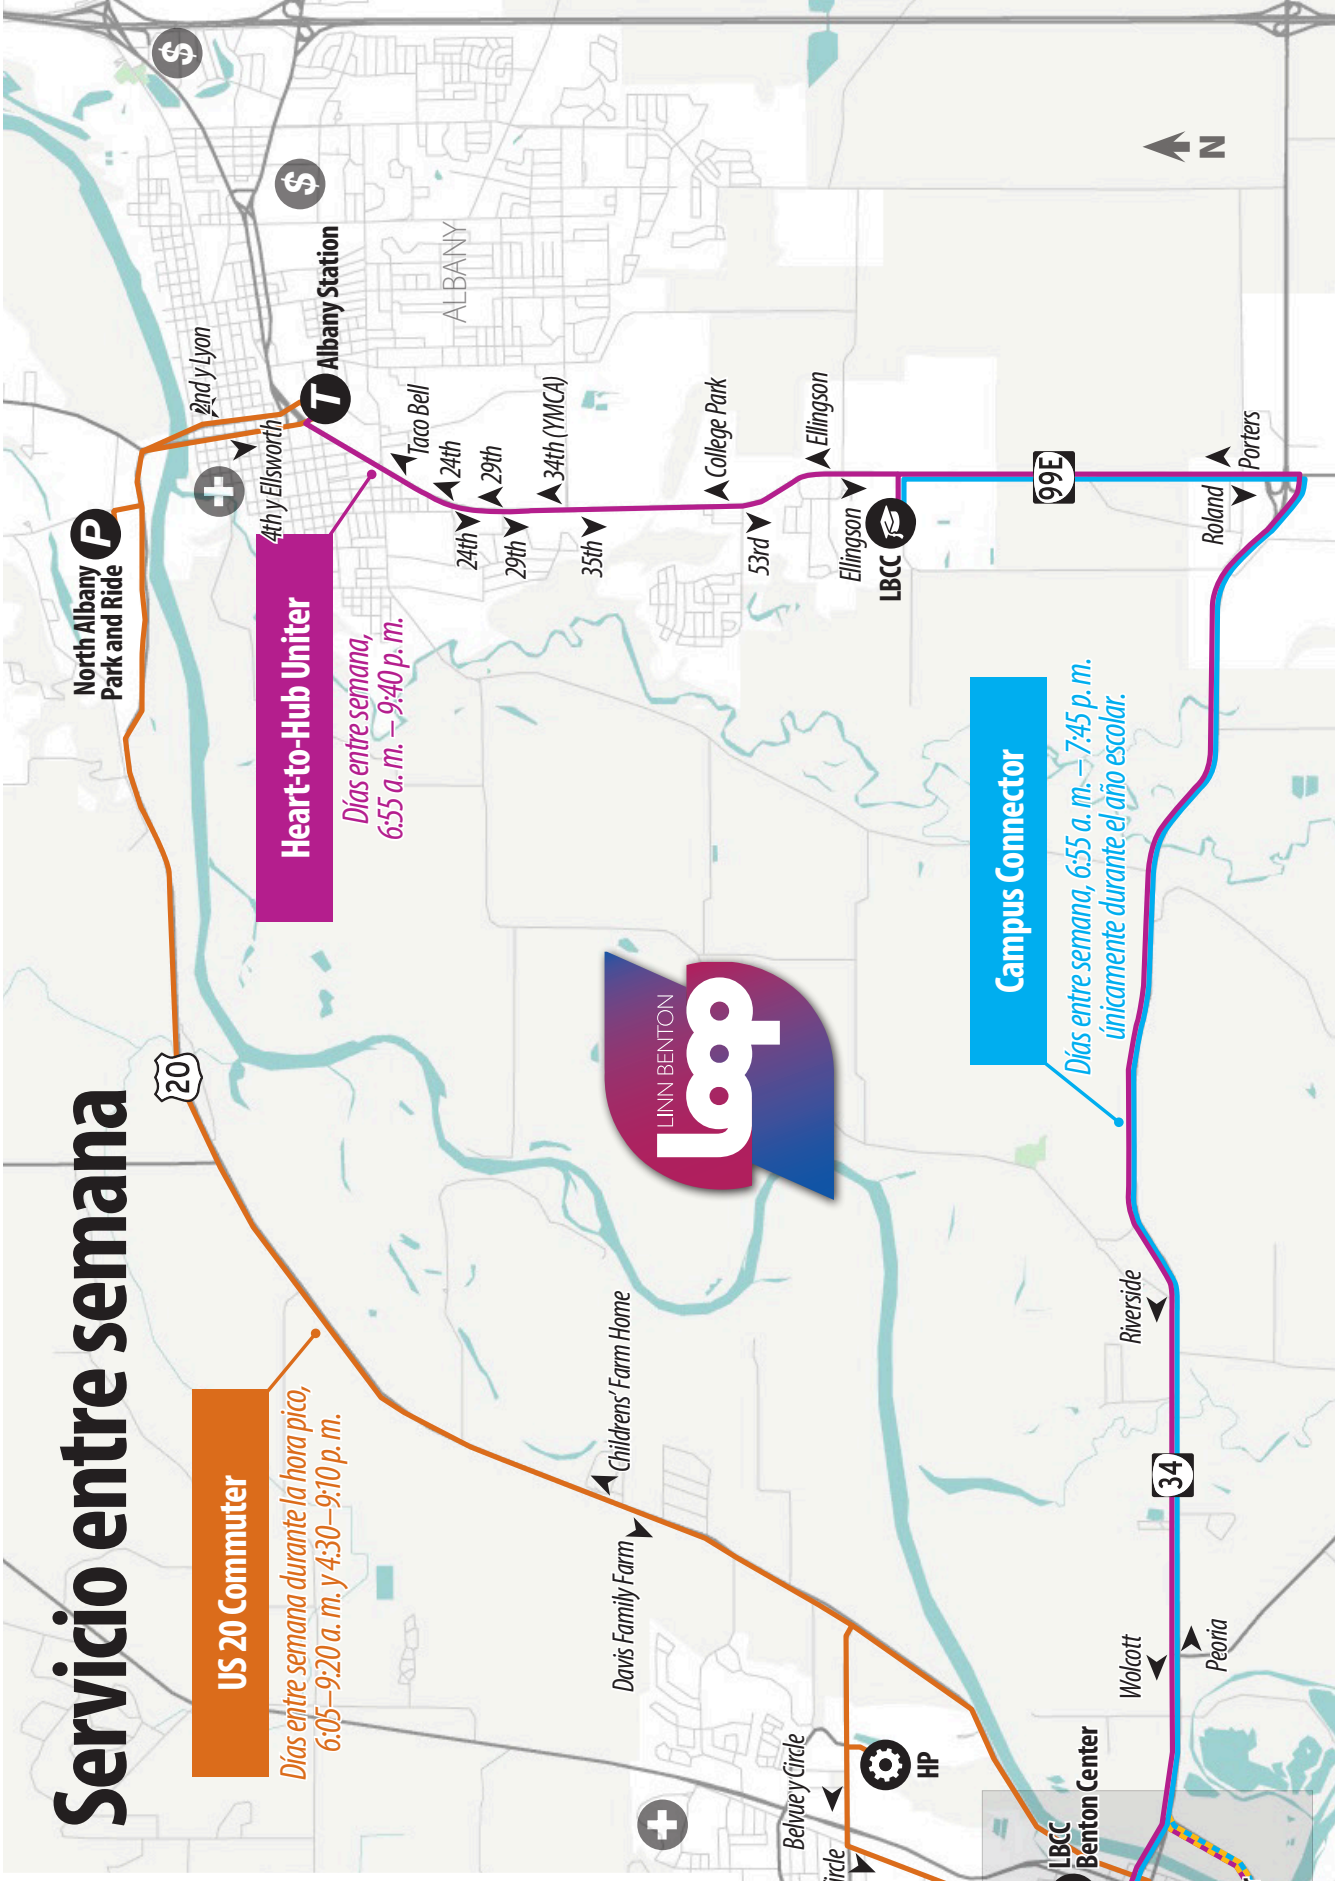 Servicio entre semana
US 20 Commuter
Días entre semana durante la hora pico,
6:05–9:20 a. m. y 4:30–9:10 p. m.
20
North Albany
Park and Ride
P
2nd y Lyon
4th y Ellsworth
T
Albany Station
ALBANY
$
$
Heart-to-Hub Uniter
Días entre semana,
6:55 a. m. – 9:40 p. m.
Taco Bell
24th
29th
34th (YMCA)
College Park
Ellingson
24th
29th
35th
53rd
Ellingson
LBCC
99E
Porters
Roland
N
LINN BENTON
Loop
Campus Connector
Días entre semana, 6:55 a. m. – 7:45 p. m.
únicamente durante el año escolar.
Childrens' Farm Home
Davis Family Farm
Riverside
34
Wolcott
Peoria
Belvue y Circle
HP
LBCC
Benton Center